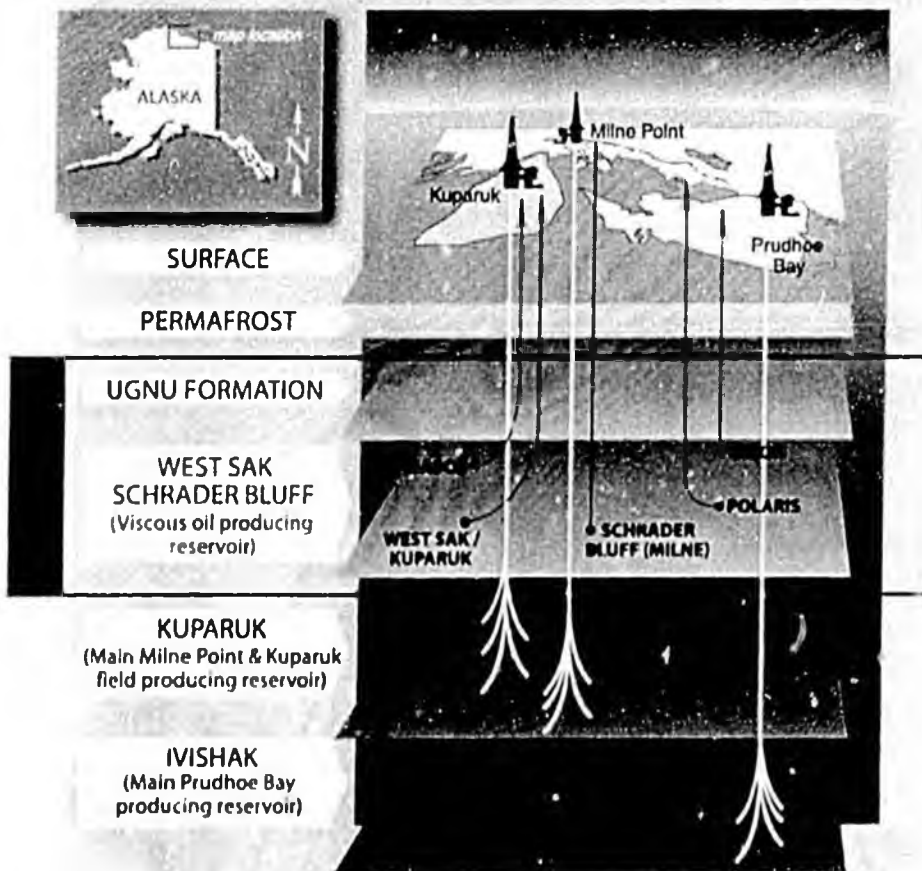 map location
ALASKA
N
Milne Point
Kuparuk
Prudhoe
Bay
SURFACE
PERMAFROST
UGNU FORMATION
WEST SAK
SCHRADER BLUFF
(Viscous oil producing
reservoir)
WEST SAK /
KUPARUK
SCHRADER
BLUFF (MILNE)
POLARIS
KUPARUK
(Main Milne Point & Kuparuk
field producing reservoir)
IVISHAK
(Main Prudhoe Bay
producing reservoir)